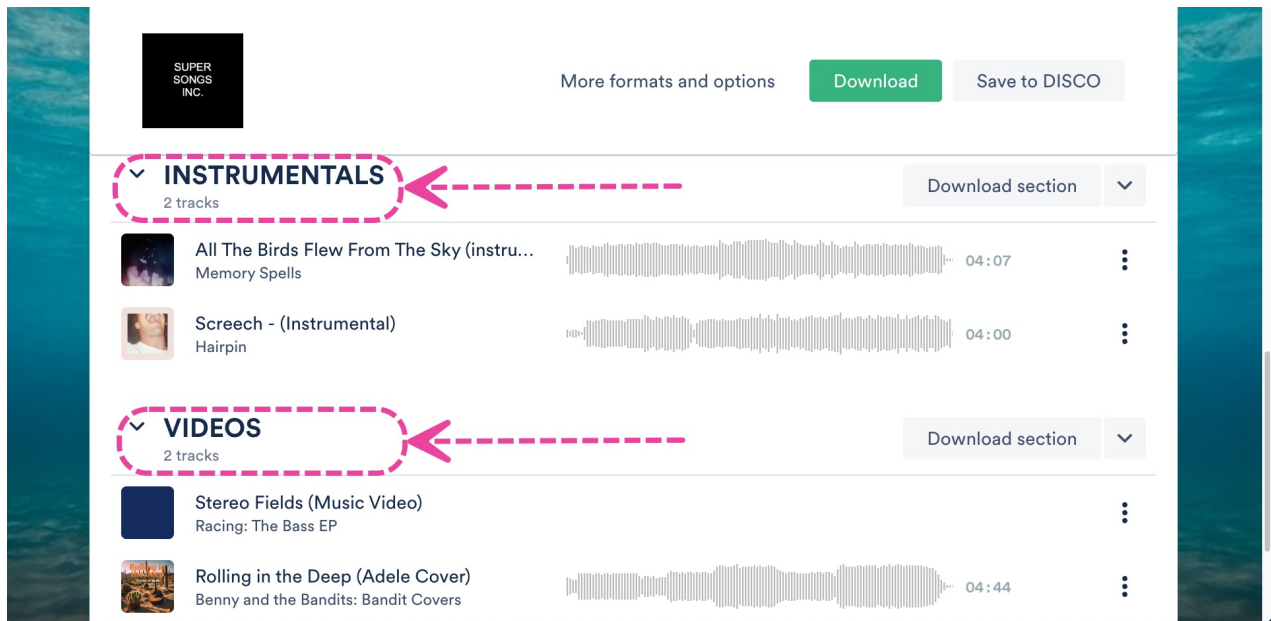 SUPER
SONGS
INC.
More formats and options
Download
Save to DISCO
INSTRUMENTALS
2 tracks
Download section
All The Birds Flew From The Sky (instru...
Memory Spells
04:07
Screech - (Instrumental)
Hairpin
04:00
VIDEOS
2 tracks
Download section
Stereo Fields (Music Video)
Racing: The Bass EP
Rolling in the Deep (Adele Cover)
Benny and the Bandits: Bandit Covers
04:44